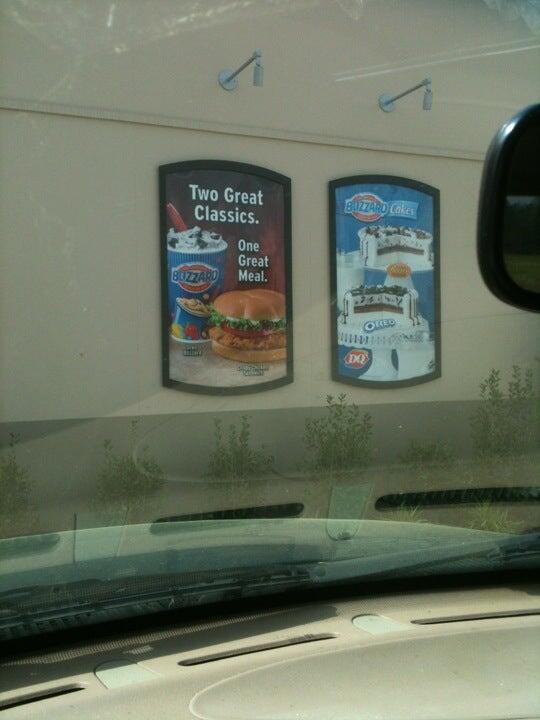 Two Great
Classics.
One
Great
Meal.
BLIZZARD
BLIZZARD Cakes
OREO
DQ